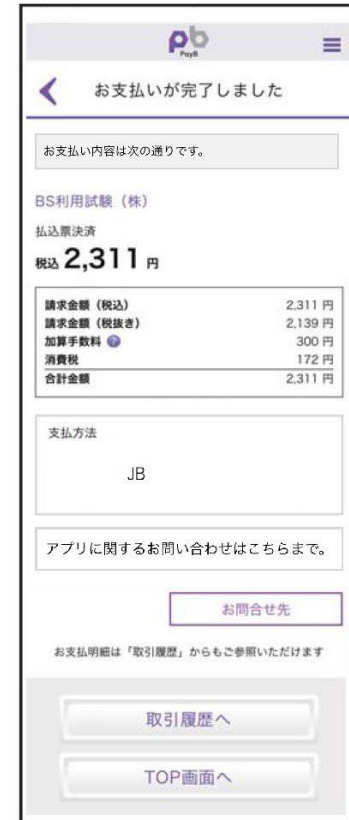 pb
PayB
お支払いが完了しました
お支払い内容は次の通りです。
BS利用試験（株）
払込票決済
税込 2,311 円
請求金額（税込） 2,311 円
請求金額（税抜き） 2,139 円
加算手数料 ? 300 円
消費税 172 円
合計金額 2,311 円
支払方法
JB
アプリに関するお問い合わせはこちらまで。
お問合せ先
お支払明細は「取引履歴」からもご参照いただけます
取引履歴へ
TOP画面へ